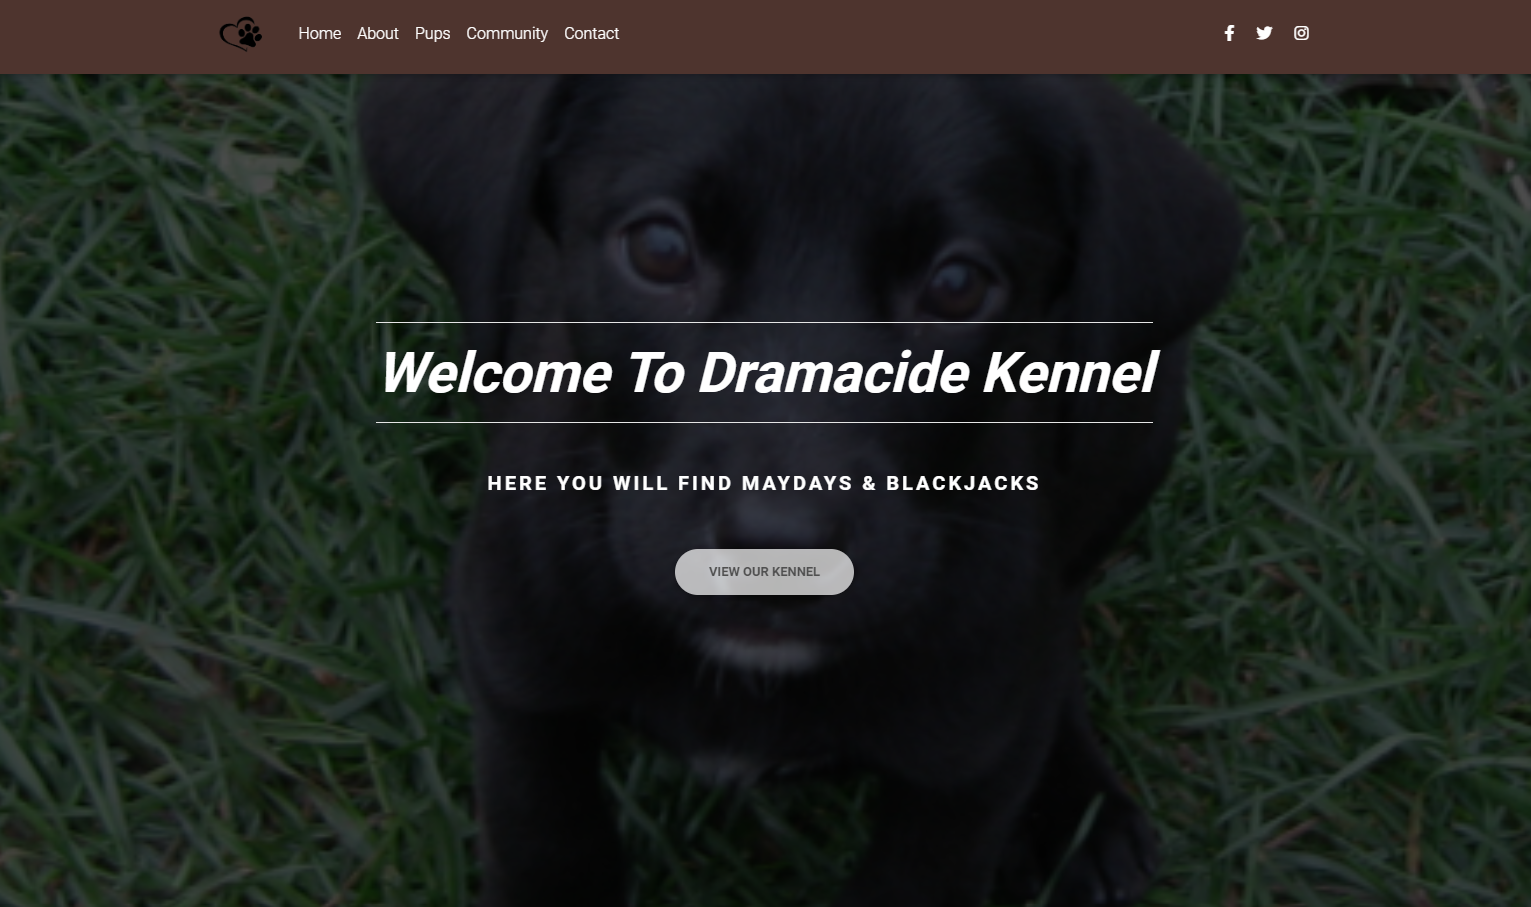 Home About Pups Community Contact
Welcome To Dramacide Kennel
HERE YOU WILL FIND MAYDAYS & BLACKJACKS
VIEW OUR KENNEL